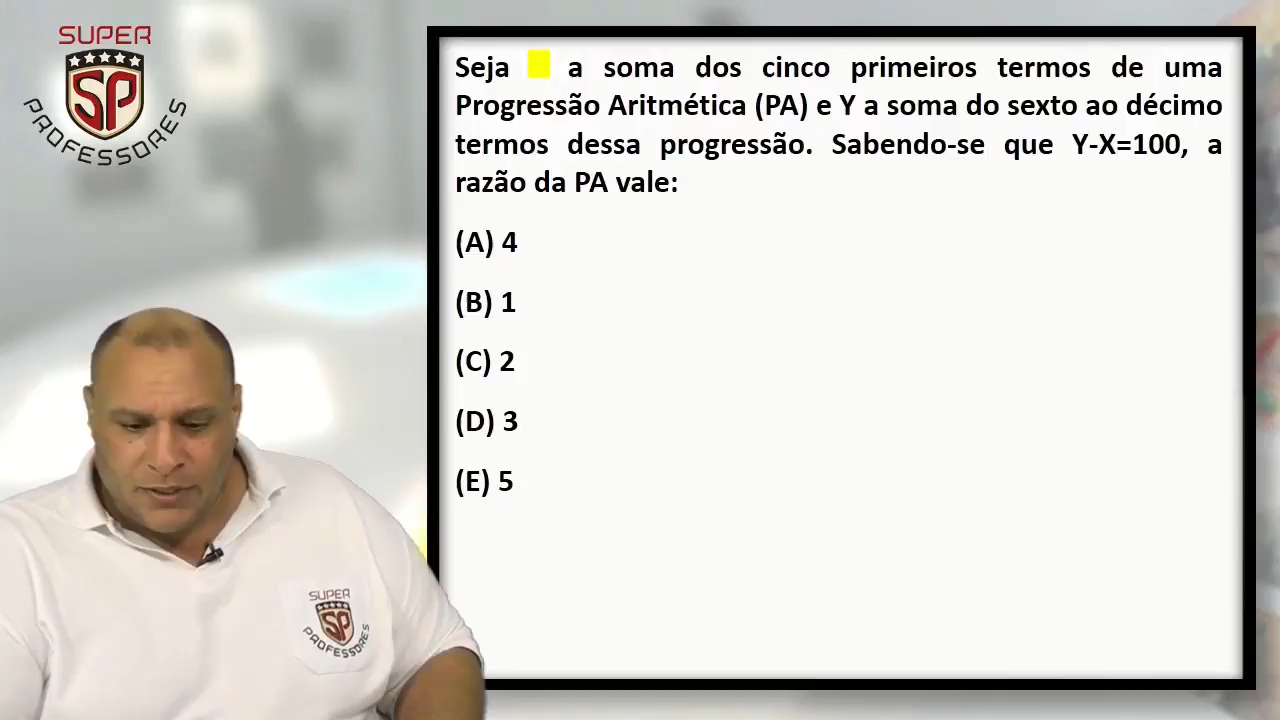 SUPER
SP
PROFESSORES
Seja a soma dos cinco primeiros termos de uma
Progressão Aritmética (PA) e Y a soma do sexto ao décimo
termos dessa progressão. Sabendo-se que Y-X=100, a
razão da PA vale:
(A) 4
(B) 1
(C) 2
(D) 3
(E) 5
SUPER
SP
PROFESSORES